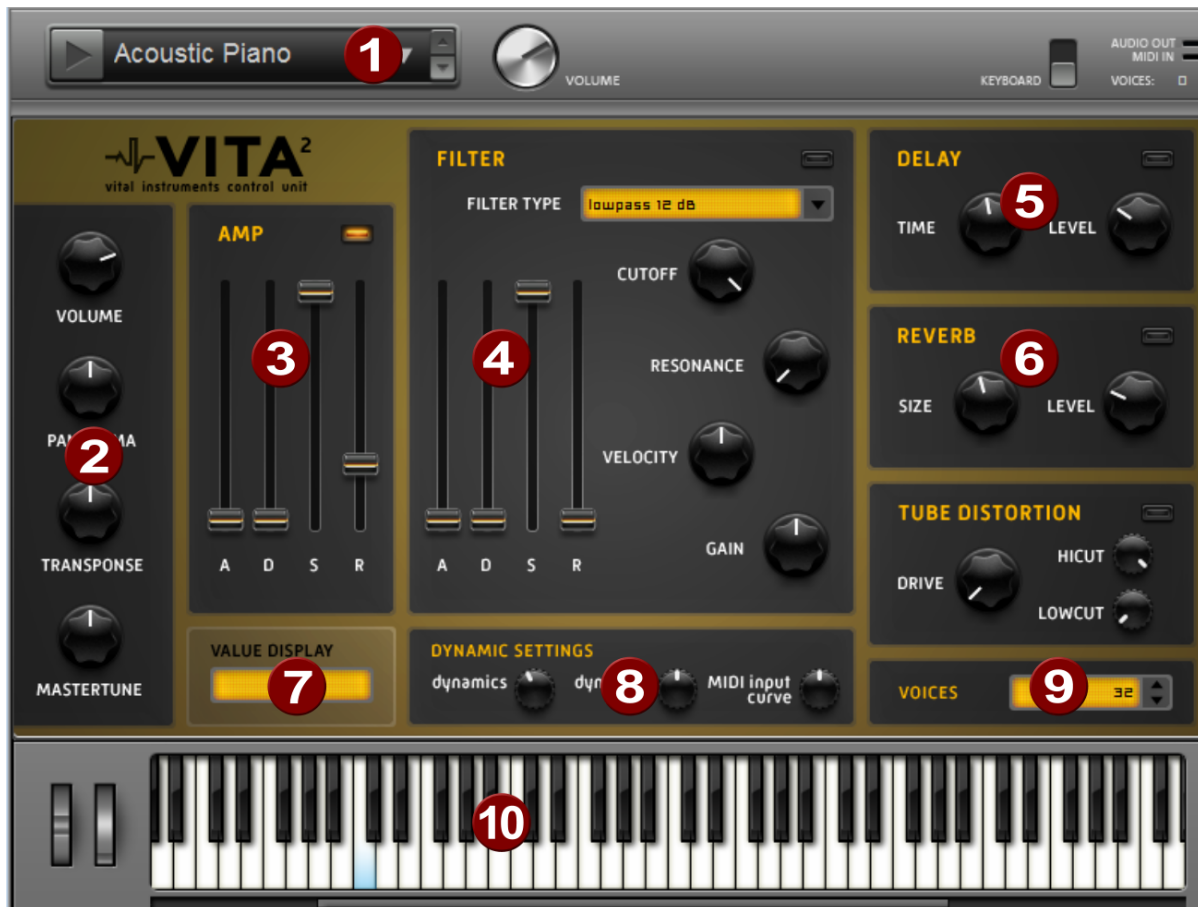 Acoustic Piano
1
VOLUME
KEYBOARD
AUDIO OUT
MIDI IN
VOICES: 0
VITA2
vital instruments control unit
VOLUME
2
TRANSPONSE
MASTERTUNE
AMP
3
A D S R
VALUE DISPLAY
7
FILTER
FILTER TYPE lowpass 12 dB
CUTOFF
4
RESONANCE
VELOCITY
GAIN
A D S R
DYNAMIC SETTINGS
dynamics 8 MIDI input
curve
DELAY
TIME 5 LEVEL
REVERB
6
SIZE LEVEL
TUBE DISTORTION
HICUT
DRIVE
LOWCUT
VOICES 9 32
10